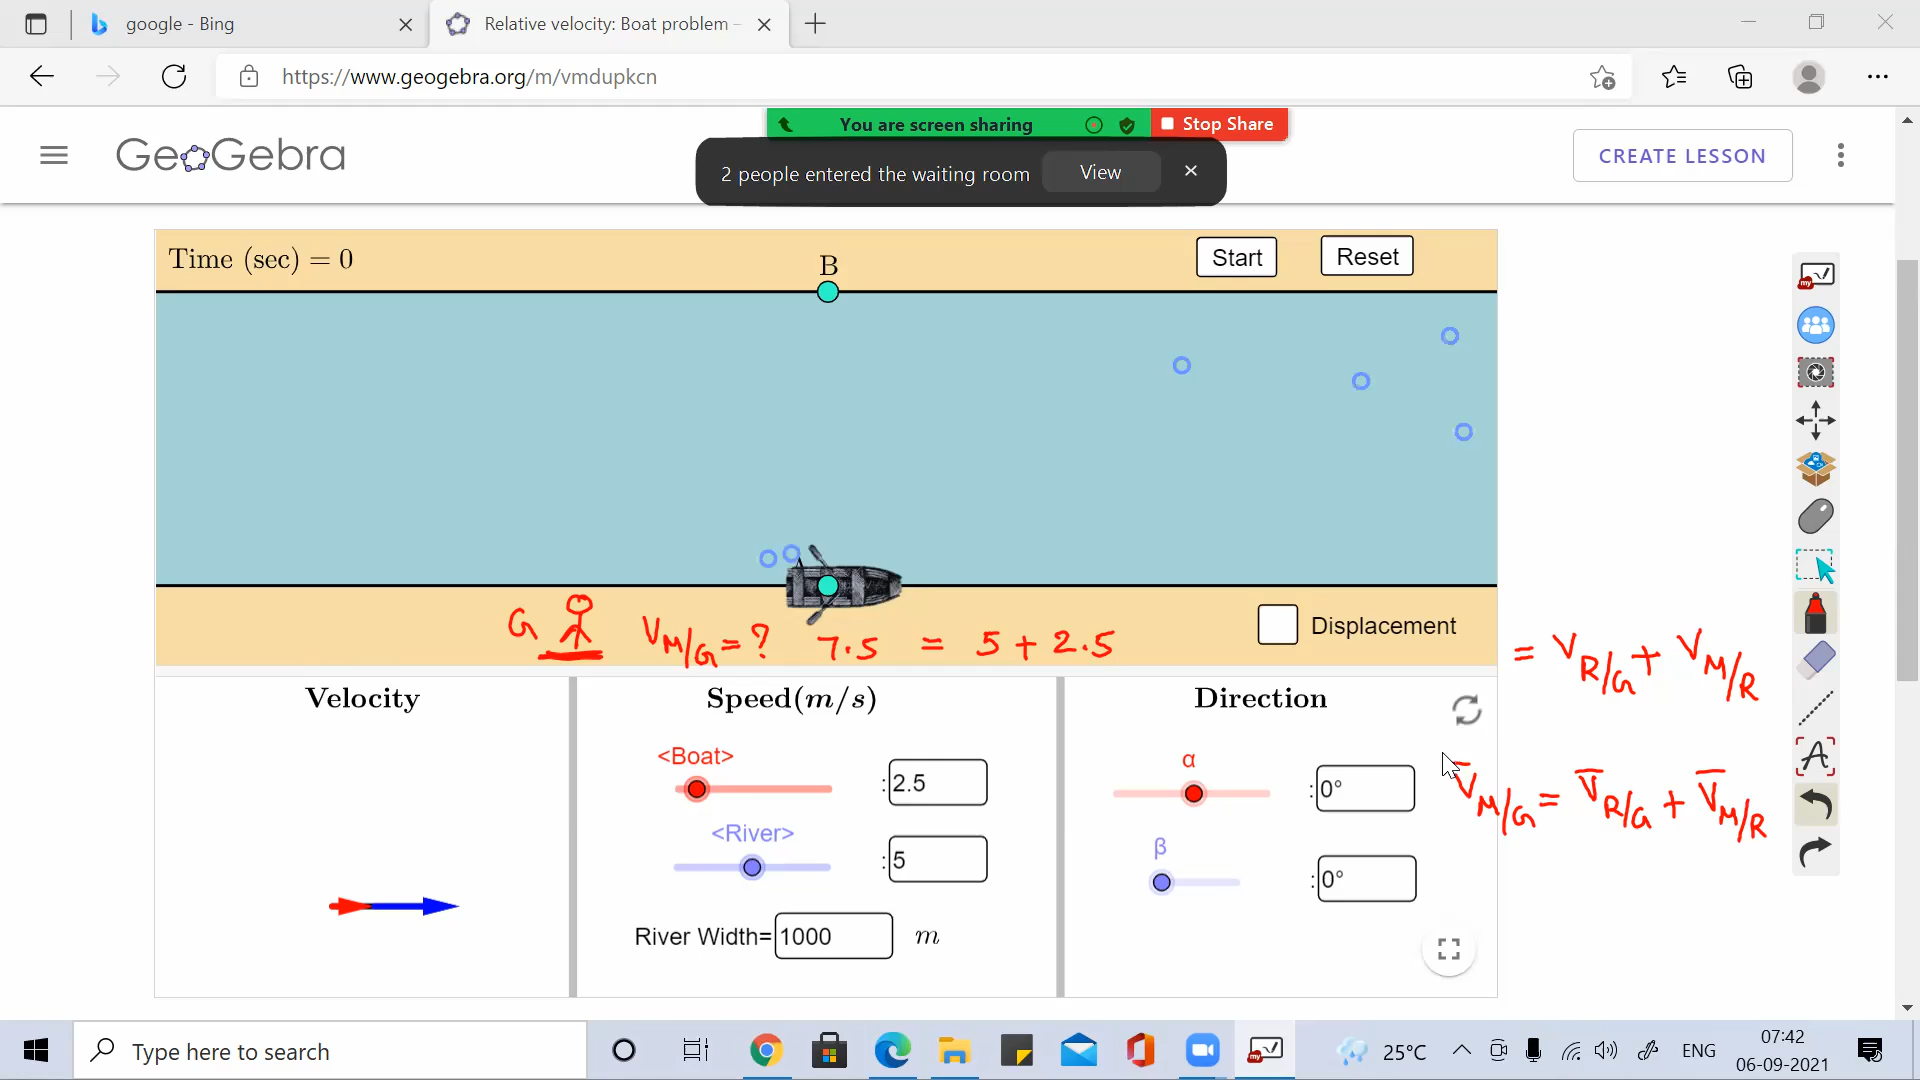 google - Bing
Relative velocity: Boat problem -
https://www.geogebra.org/m/vmdupkcn
You are screen sharing
Stop Share
GeoGebra
2 people entered the waiting room
View
CREATE LESSON
Time (sec) = 0
B
Start
Reset
A
G
V M/G = ? 7.5 = 5 + 2.5
Displacement
= V R/G + V M/R
Velocity
Speed(m/s)
Direction
<Boat>
:2.5
α
:0°
V̅ M/G = V̅ R/G + V̅ M/R
<River>
:5
β
:0°
River Width= 1000 m
my
A
Type here to search
25°C
ENG
07:42
06-09-2021
my